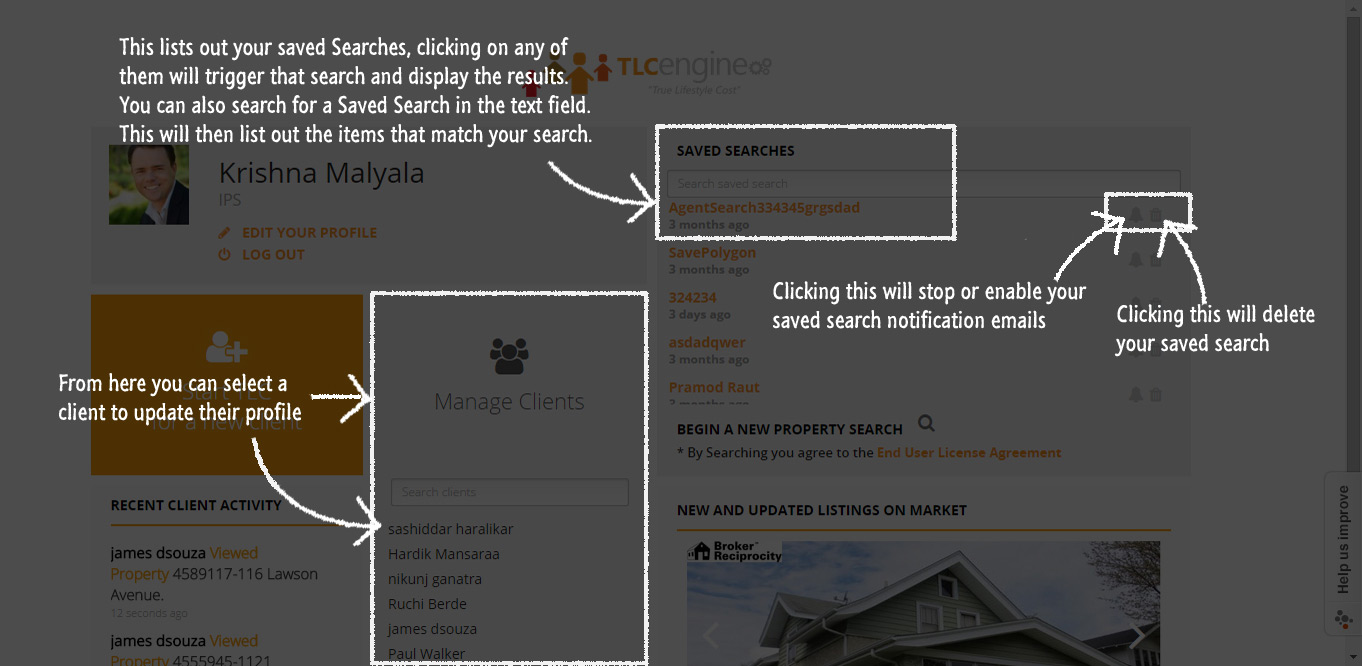 This lists out your saved Searches, clicking on any of
them will trigger that search and display the results.
You can also search for a Saved Search in the text field.
This will then list out the items that match your search.
TLCengine
"True Lifestyle Cost"
Krishna Malyala
IPS
EDIT YOUR PROFILE
LOG OUT
SAVED SEARCHES
Search saved search
AgentSearch334345grgsdad
3 months ago
SavePolygon
3 months ago
324234
3 days ago
asdadqwer
3 months ago
Pramod Raut
3 months ago
Clicking this will stop or enable your
saved search notification emails
Clicking this will delete
your saved search
BEGIN A NEW PROPERTY SEARCH
* By Searching you agree to the End User License Agreement
Start TLC
for a new client
From here you can select a
client to update their profile
Manage Clients
Search clients
sashiddar haralikar
Hardik Mansaraa
nikunj ganatra
Ruchi Berde
james dsouza
Paul Walker
RECENT CLIENT ACTIVITY
james dsouza Viewed
Property 4589117-116 Lawson
Avenue.
12 seconds ago
james dsouza Viewed
Property 4555945-1121
NEW AND UPDATED LISTINGS ON MARKET
Broker™
Reciprocity
Help us improve